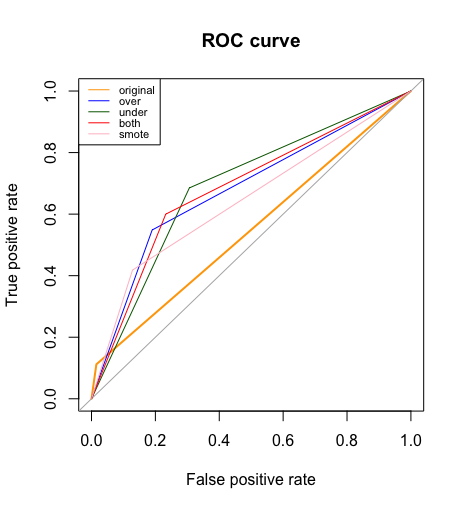 ROC curve
original
over
under
both
smote
True positive rate
0.0
0.2
0.4
0.6
0.8
1.0
0.0 0.2 0.4 0.6 0.8 1.0
False positive rate